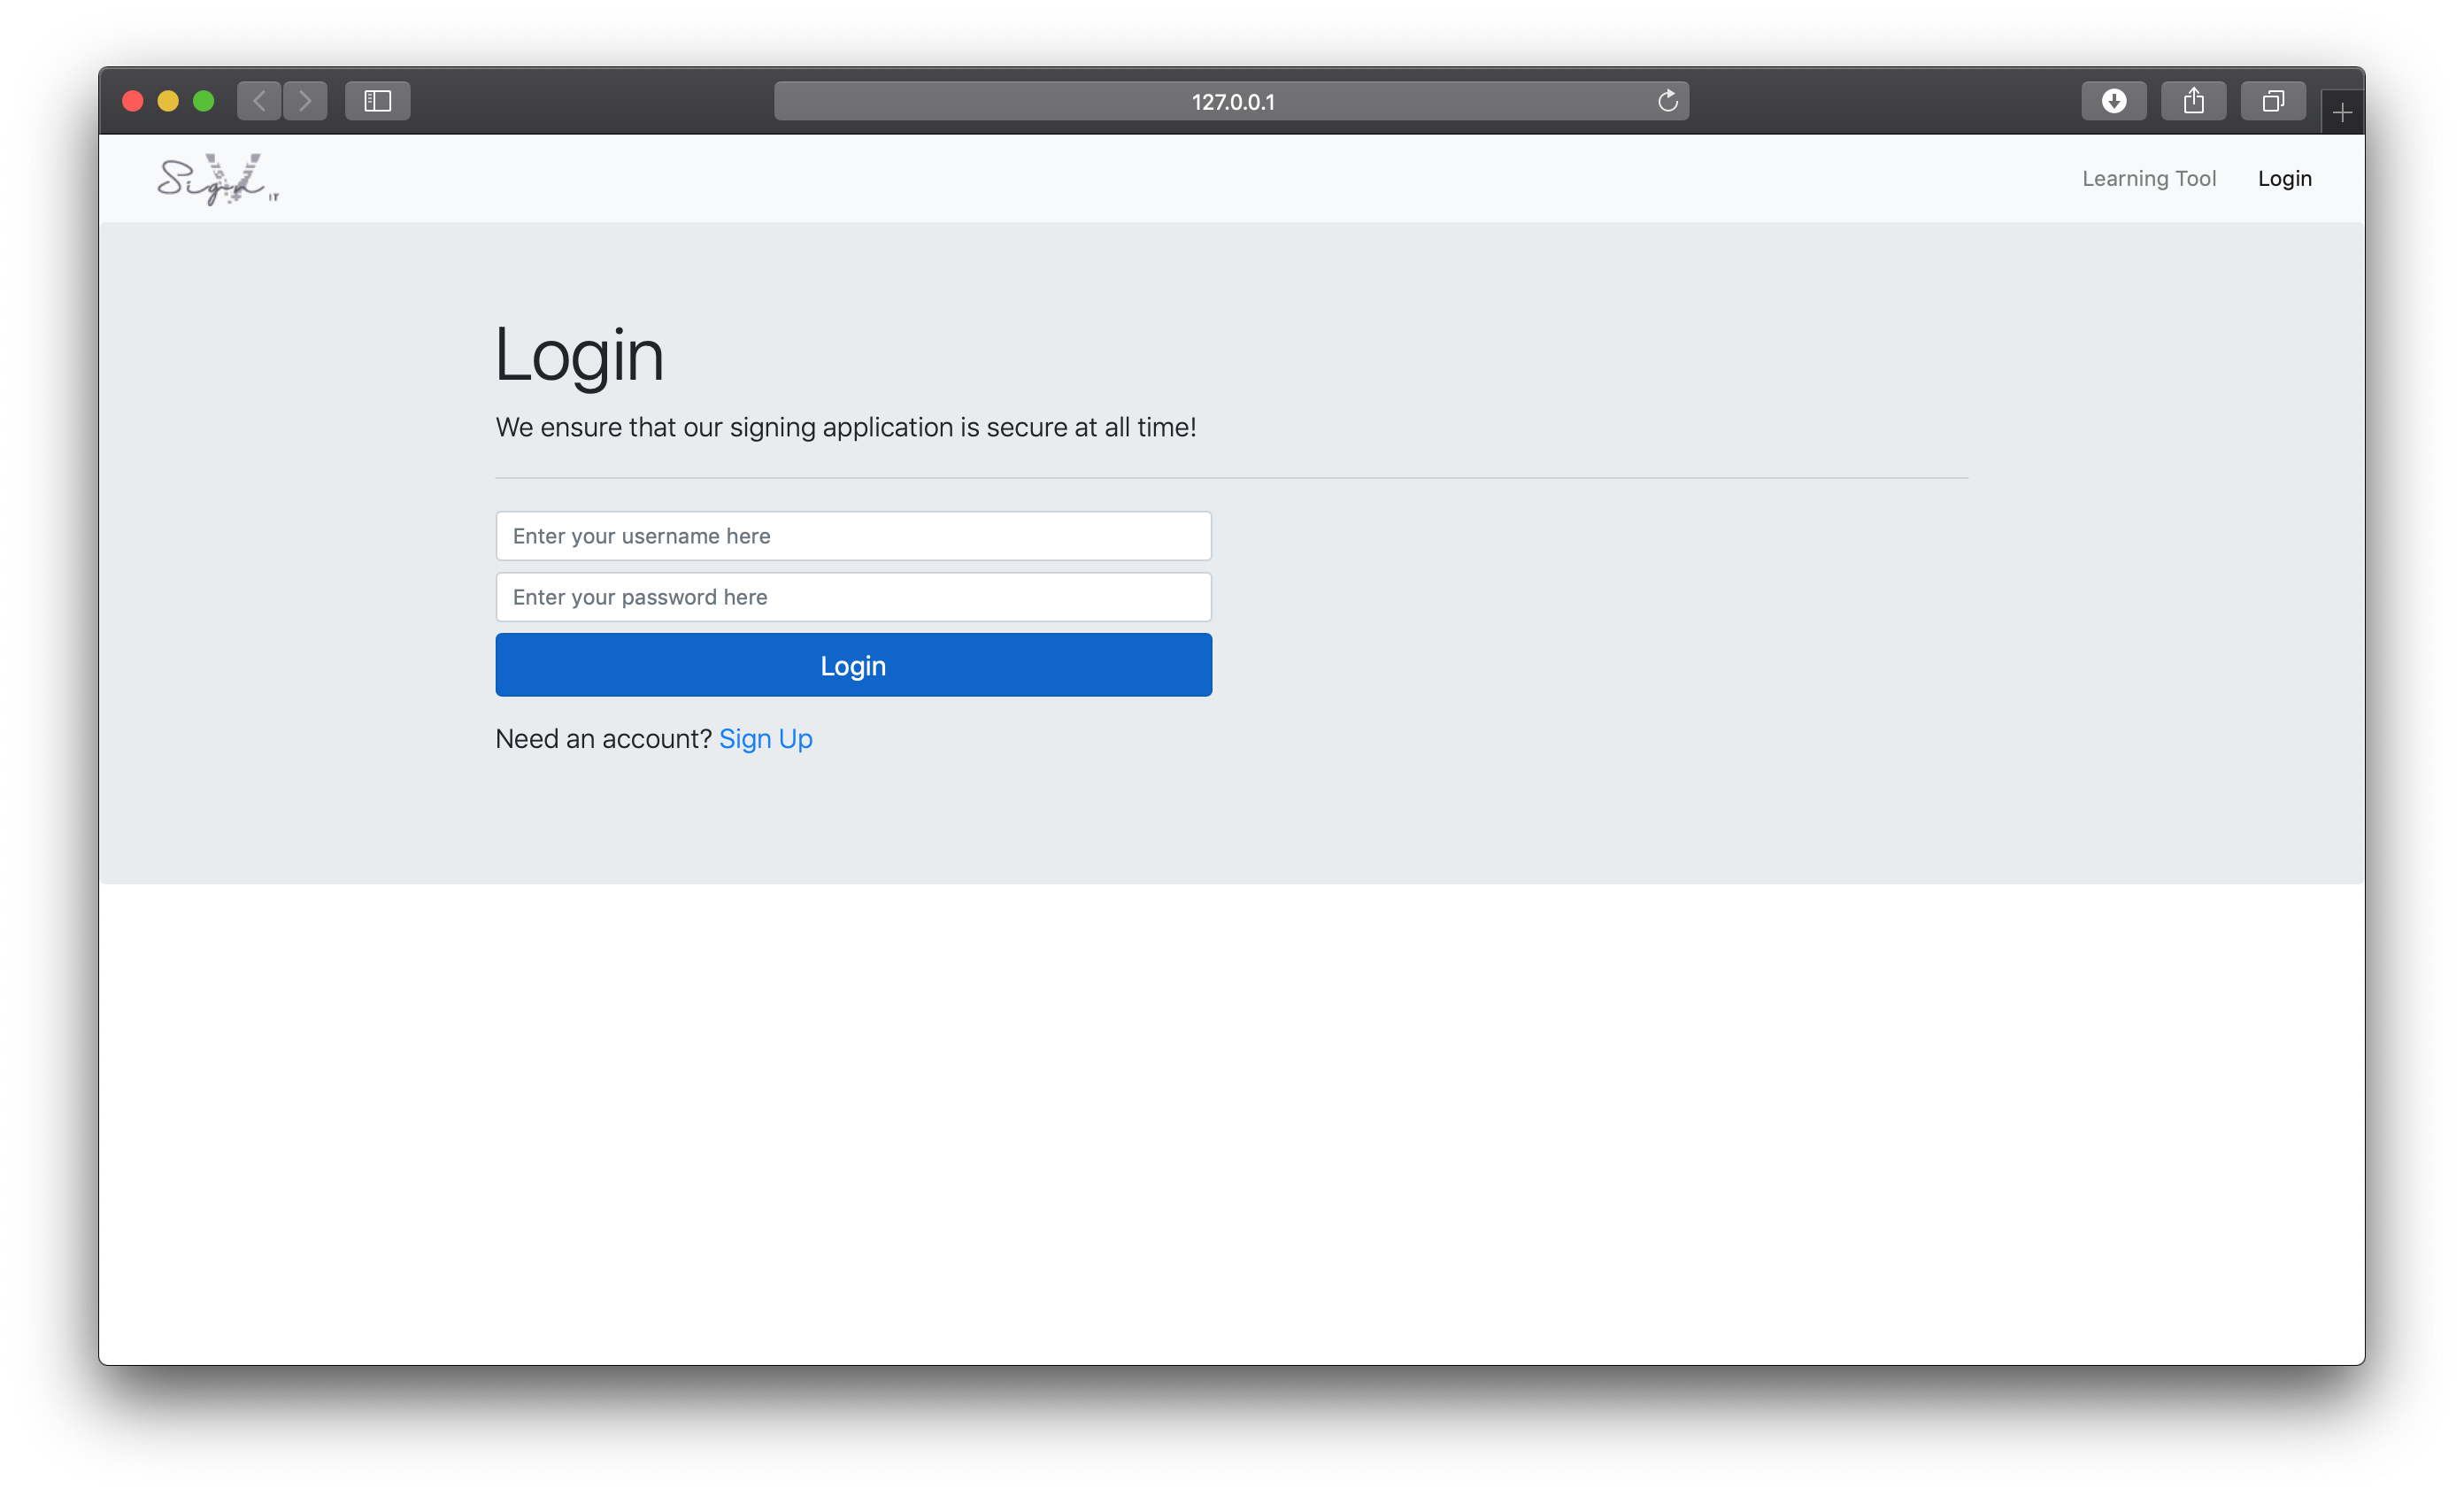 127.0.0.1
Sign V IT
Learning Tool
Login
Login
We ensure that our signing application is secure at all time!
Enter your username here
Enter your password here
Login
Need an account? Sign Up